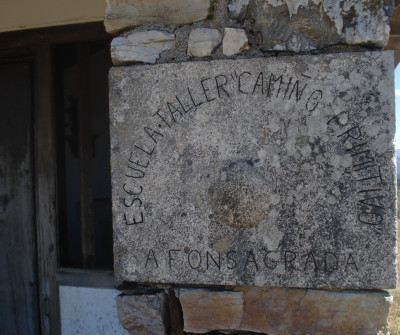 ESCUELA-TALLER "CAMIÑO PRIMITIVO
A FONSAGRADA